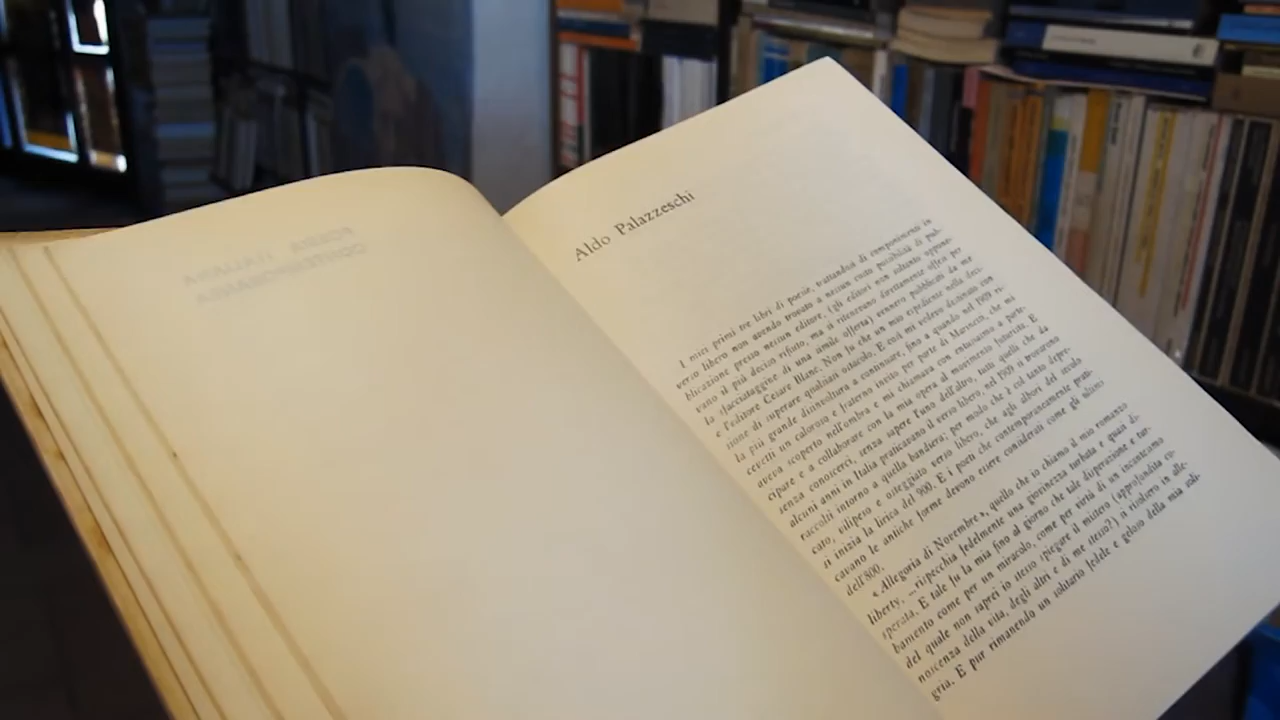 POESIA ITALIANA
CONTEMPORANEA
Aldo Palazzeschi
I miei primi tre libri di poesie, trattandosi di componimenti in
verso libero non avendo trovato a nessun costo possibilità di pub-
blicazione presso nessun editore, (gli editori non soltanto oppone-
vano il più deciso rifiuto, ma si ritenevano direttamente offesi per
la sfacciataggine di una simile offerta) vennero pubblicati da me
e l'editore Cesare Blanc. Non fu che un mio espediente nella deci-
sione di superare qualsiasi ostacolo. E così mi vedevo destinato con
la più grande disinvoltura a continuare, fino a quando nel 1909 ri-
cevetti un caloroso e fraterno invito per parte di Marinetti, che mi
aveva scoperto nell'ombra e mi chiamava con entusiasmo a parte-
cipare e a collaborare con la mia opera al movimento futurista. E
senza conoscerci, senza sapere l'uno dell'altro, tutti quelli che da
alcuni anni in Italia praticavano il verso libero, nel 1909 si trovarono
raccolti intorno a quella bandiera; per modo che è col tanto depre-
cato, vilipeso e osteggiato verso libero, che agli albori del secolo
si inizia la lirica del 900. E i poeti che contemporaneamente prati-
cavano le antiche forme devono essere considerati come gli ultimi
dell'800.
« Allegoria di Novembre », quello che io chiamo il mio romanzo
liberty, – rispecchia fedelmente una giovinezza turbata e quasi di-
sperata. E tale fu la mia fino al giorno che tale disperazione e tur-
bamento come per un miracolo, come per virtù di un incantesimo
del quale non saprei io stesso spiegare il mistero (approfondita co-
noscenza della vita, degli altri e di me stesso?) si risolsero in alle-
gria. E pur rimanendo un solitario fedele e geloso della mia soli-